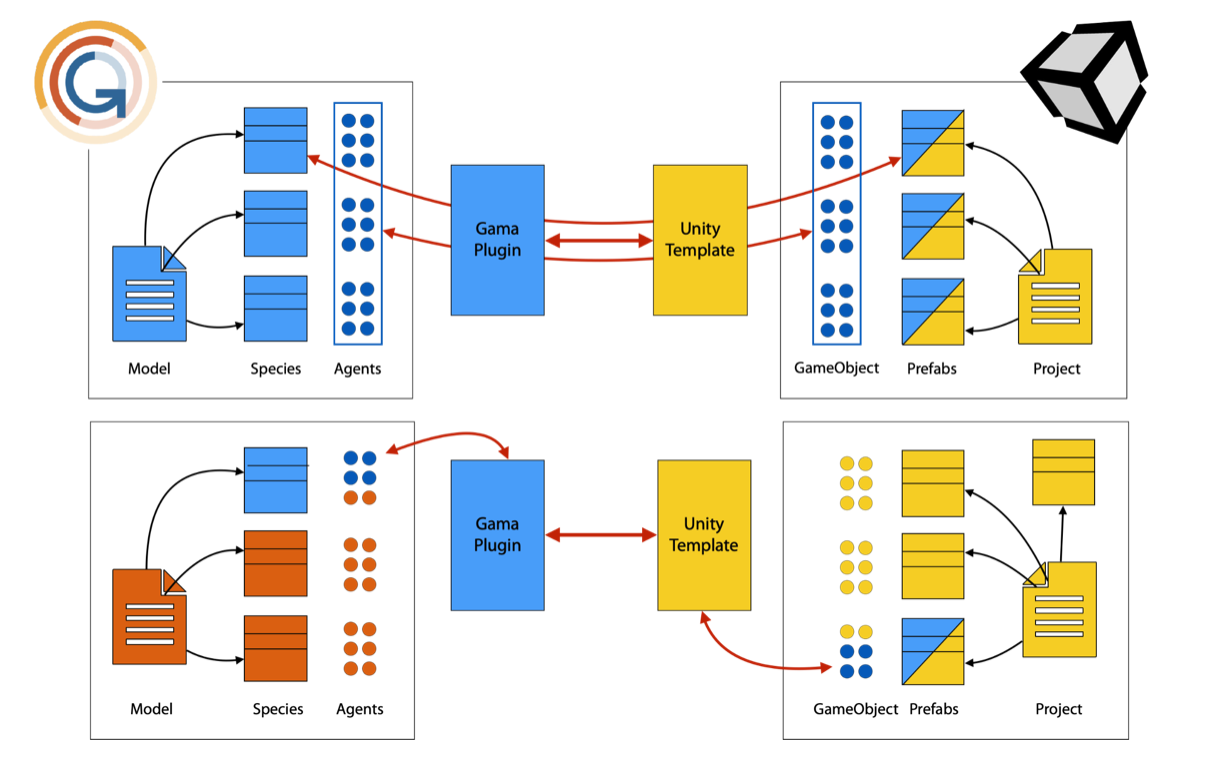 Gama
Plugin
Unity
Template
Model
Species
Agents
GameObject
Prefabs
Project
Gama
Plugin
Unity
Template
Model
Species
Agents
GameObject
Prefabs
Project